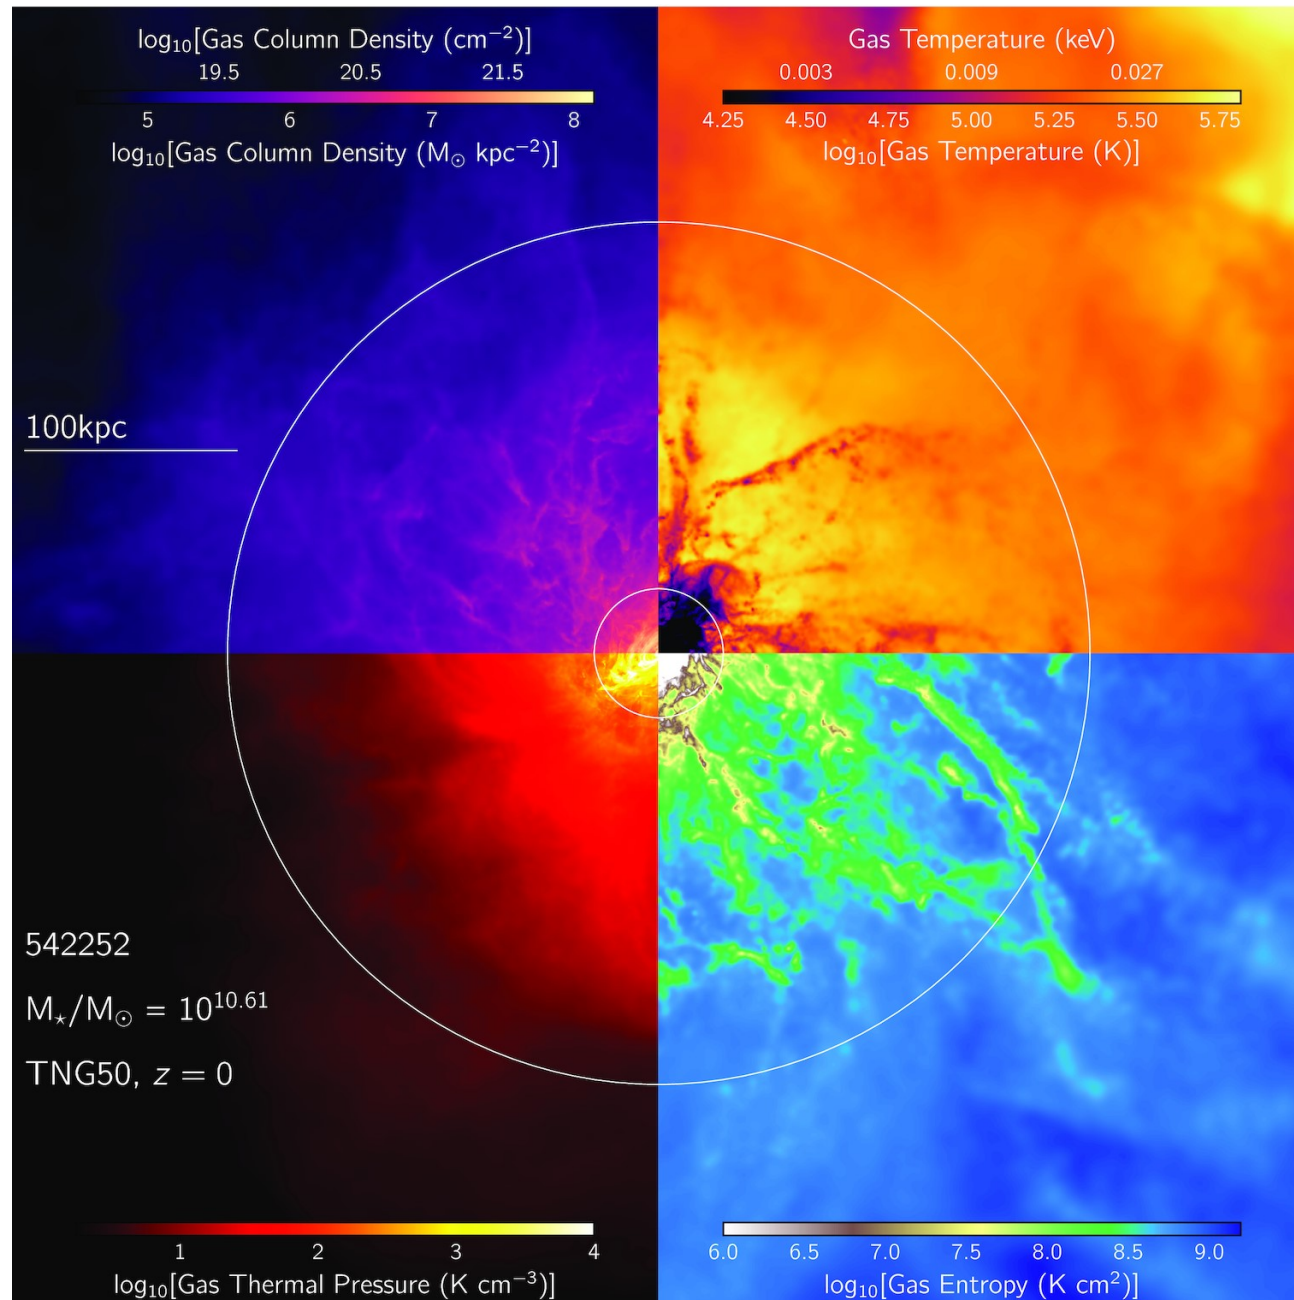 log₁₀[Gas Column Density (cm⁻²)]
19.5 20.5 21.5
5 6 7 8
log₁₀[Gas Column Density (M☉ kpc⁻²)]
Gas Temperature (keV)
0.003 0.009 0.027
4.25 4.50 4.75 5.00 5.25 5.50 5.75
log₁₀[Gas Temperature (K)]
100kpc
542252
M⋆/M☉ = 10¹⁰·⁶¹
TNG50, z = 0
1 2 3 4
log₁₀[Gas Thermal Pressure (K cm⁻³)]
6.0 6.5 7.0 7.5 8.0 8.5 9.0
log₁₀[Gas Entropy (K cm²)]